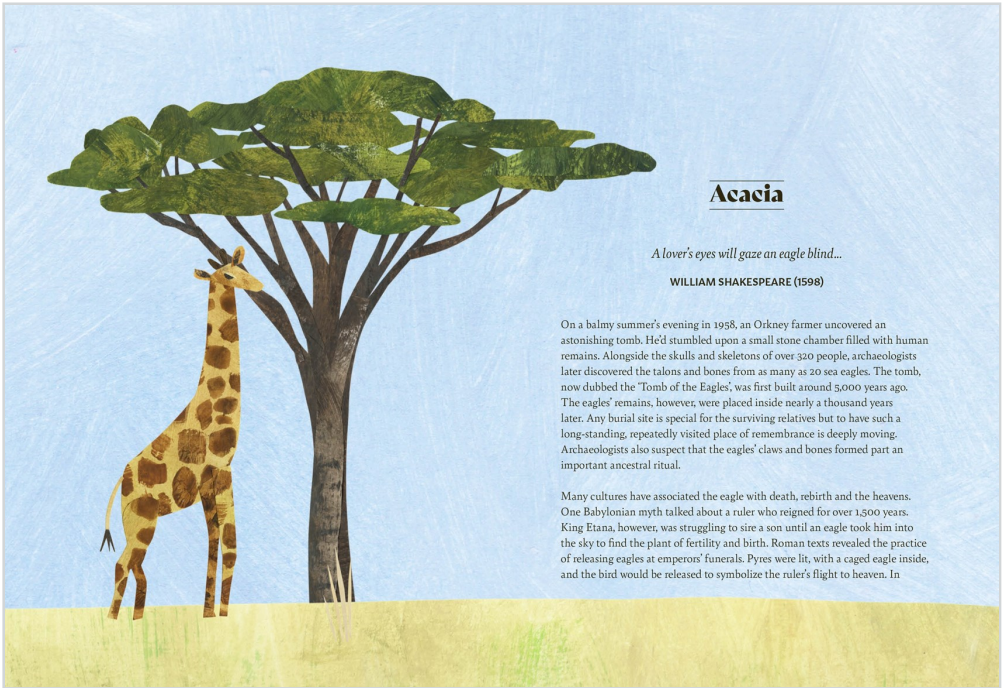 Acacia
A lover's eyes will gaze an eagle blind...
WILLIAM SHAKESPEARE (1598)
On a balmy summer's evening in 1958, an Orkney farmer uncovered an
astonishing tomb. He'd stumbled upon a small stone chamber filled with human
remains. Alongside the skulls and skeletons of over 320 people, archaeologists
later discovered the talons and bones from as many as 20 sea eagles. The tomb,
now dubbed the 'Tomb of the Eagles', was first built around 5,000 years ago.
The eagles' remains, however, were placed inside nearly a thousand years
later. Any burial site is special for the surviving relatives but to have such a
long-standing, repeatedly visited place of remembrance is deeply moving.
Archaeologists also suspect that the eagles' claws and bones formed part an
important ancestral ritual.
Many cultures have associated the eagle with death, rebirth and the heavens.
One Babylonian myth talked about a ruler who reigned for over 1,500 years.
King Etana, however, was struggling to sire a son until an eagle took him into
the sky to find the plant of fertility and birth. Roman texts revealed the practice
of releasing eagles at emperors' funerals. Pyres were lit, with a caged eagle inside,
and the bird would be released to symbolize the ruler's flight to heaven. In